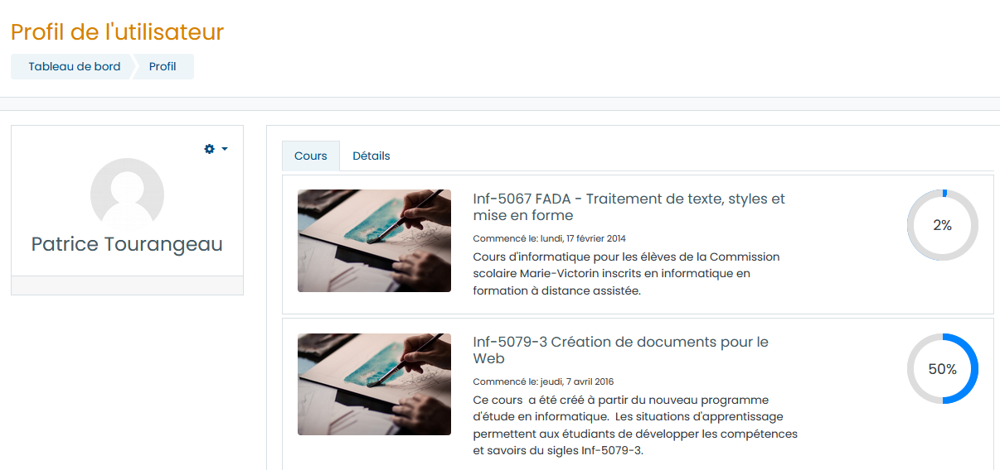 Profil de l'utilisateur
Tableau de bord
Profil
Patrice Tourangeau
Cours
Détails
Inf-5067 FADA - Traitement de texte, styles et
mise en forme
Commencé le: lundi, 17 février 2014
Cours d'informatique pour les élèves de la Commission
scolaire Marie-Victorin inscrits en informatique en
formation à distance assistée.
2%
Inf-5079-3 Création de documents pour le
Web
Commencé le: jeudi, 7 avril 2016
Ce cours  a été créé à partir du nouveau programme
d'étude en informatique.  Les situations d'apprentissage
permettent aux étudiants de développer les compétences
et savoirs du sigles Inf-5079-3.
50%